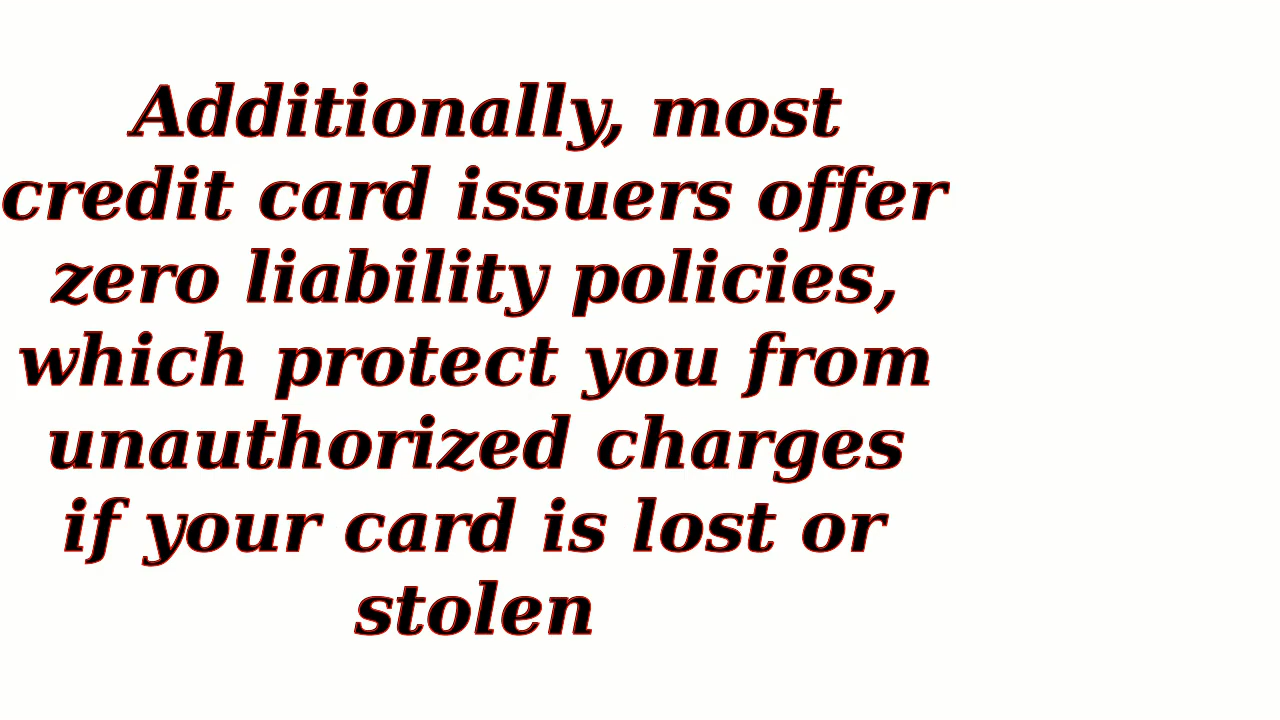 Additionally, most
credit card issuers offer
zero liability policies,
which protect you from
unauthorized charges
if your card is lost or
stolen